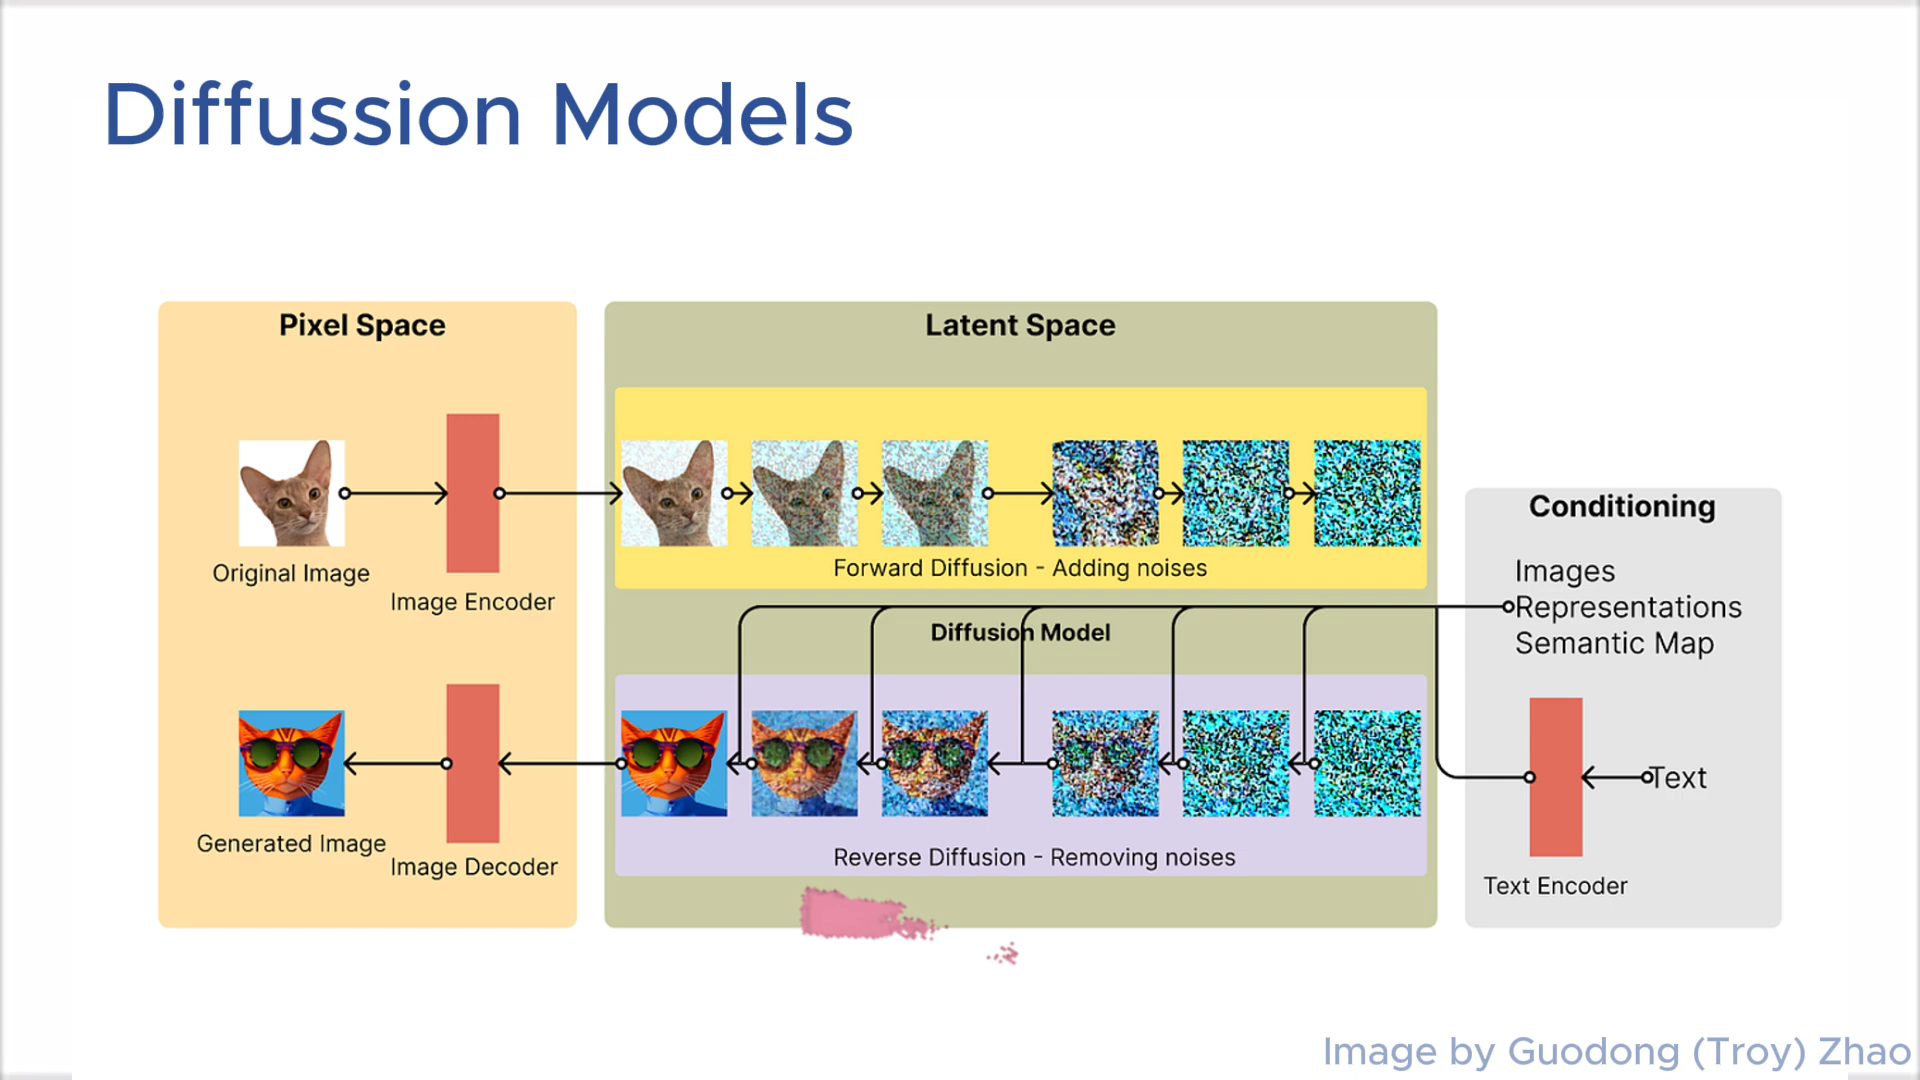 Diffussion Models
Pixel Space
Original Image
Image Encoder
Generated Image
Image Decoder
Latent Space
Forward Diffusion - Adding noises
Diffusion Model
Reverse Diffusion - Removing noises
Conditioning
Images
Representations
Semantic Map
Text
Text Encoder
Image by Guodong (Troy) Zhao